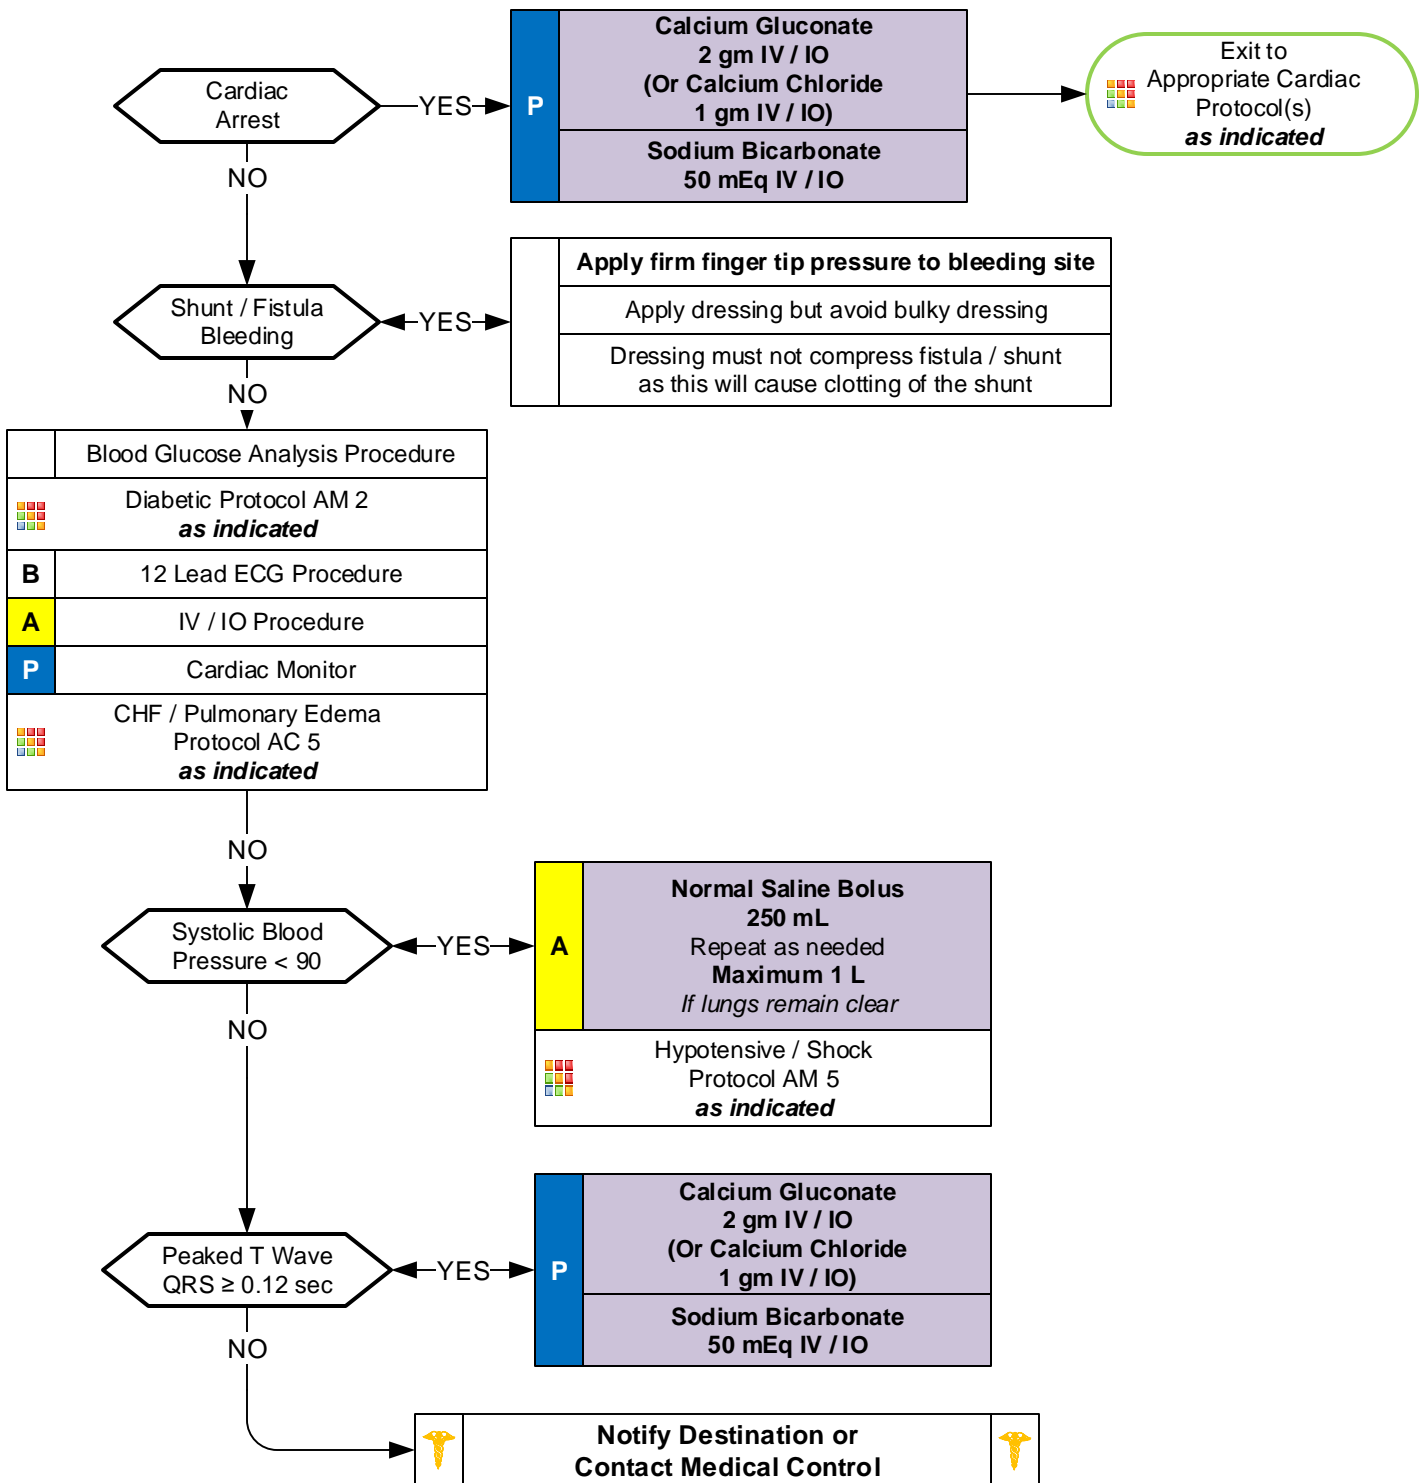 Cardiac
Arrest
YES
P
Calcium Gluconate
2 gm IV / IO
(Or Calcium Chloride
1 gm IV / IO)
Sodium Bicarbonate
50 mEq IV / IO
Exit to
Appropriate Cardiac
Protocol(s)
as indicated
NO
Shunt / Fistula
Bleeding
YES
Apply firm finger tip pressure to bleeding site
Apply dressing but avoid bulky dressing
Dressing must not compress fistula / shunt
as this will cause clotting of the shunt
NO
Blood Glucose Analysis Procedure
Diabetic Protocol AM 2
as indicated
B
12 Lead ECG Procedure
A
IV / IO Procedure
P
Cardiac Monitor
CHF / Pulmonary Edema
Protocol AC 5
as indicated
NO
Systolic Blood
Pressure < 90
YES
A
Normal Saline Bolus
250 mL
Repeat as needed
Maximum 1 L
If lungs remain clear
Hypotensive / Shock
Protocol AM 5
as indicated
NO
Peaked T Wave
QRS ≥ 0.12 sec
YES
P
Calcium Gluconate
2 gm IV / IO
(Or Calcium Chloride
1 gm IV / IO)
Sodium Bicarbonate
50 mEq IV / IO
NO
Notify Destination or
Contact Medical Control